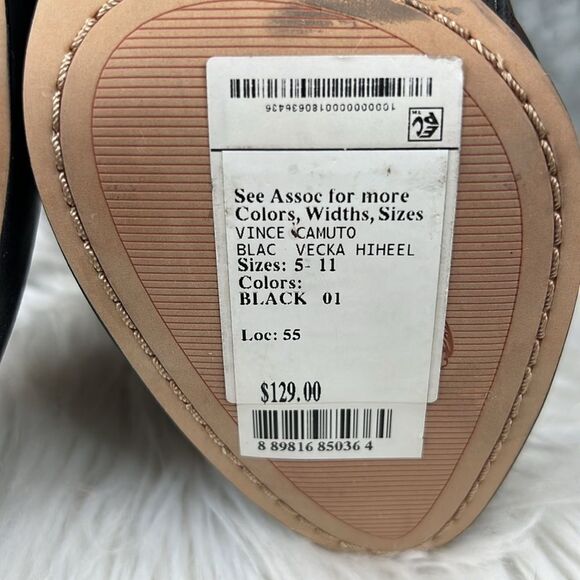 1000000000180636436
EPC™
See Assoc for more
Colors, Widths, Sizes
VINCE CAMUTO
BLAC VECKA HIHEEL
Sizes: 5- 11
Colors:
BLACK 01
Loc: 55
$129.00
8 89816 85036 4